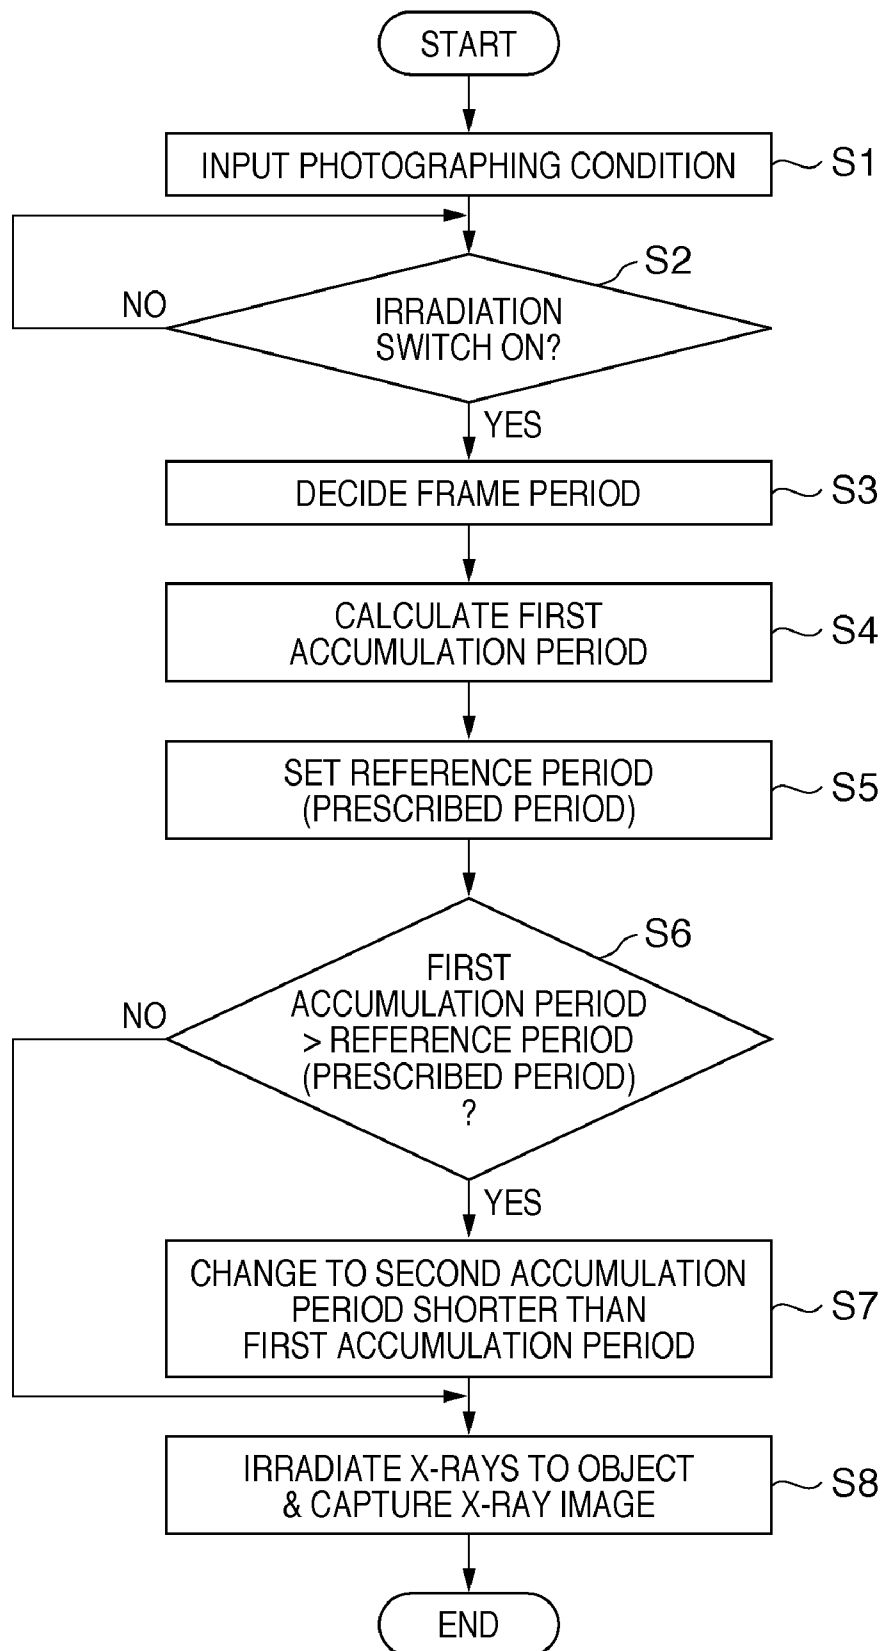 START
INPUT PHOTOGRAPHING CONDITION
S1
S2
NO
IRRADIATION
SWITCH ON?
YES
DECIDE FRAME PERIOD
S3
CALCULATE FIRST
ACCUMULATION PERIOD
S4
SET REFERENCE PERIOD
(PRESCRIBED PERIOD)
S5
S6
FIRST
ACCUMULATION PERIOD
> REFERENCE PERIOD
(PRESCRIBED PERIOD)
?
NO
YES
CHANGE TO SECOND ACCUMULATION
PERIOD SHORTER THAN
FIRST ACCUMULATION PERIOD
S7
IRRADIATE X-RAYS TO OBJECT
& CAPTURE X-RAY IMAGE
S8
END